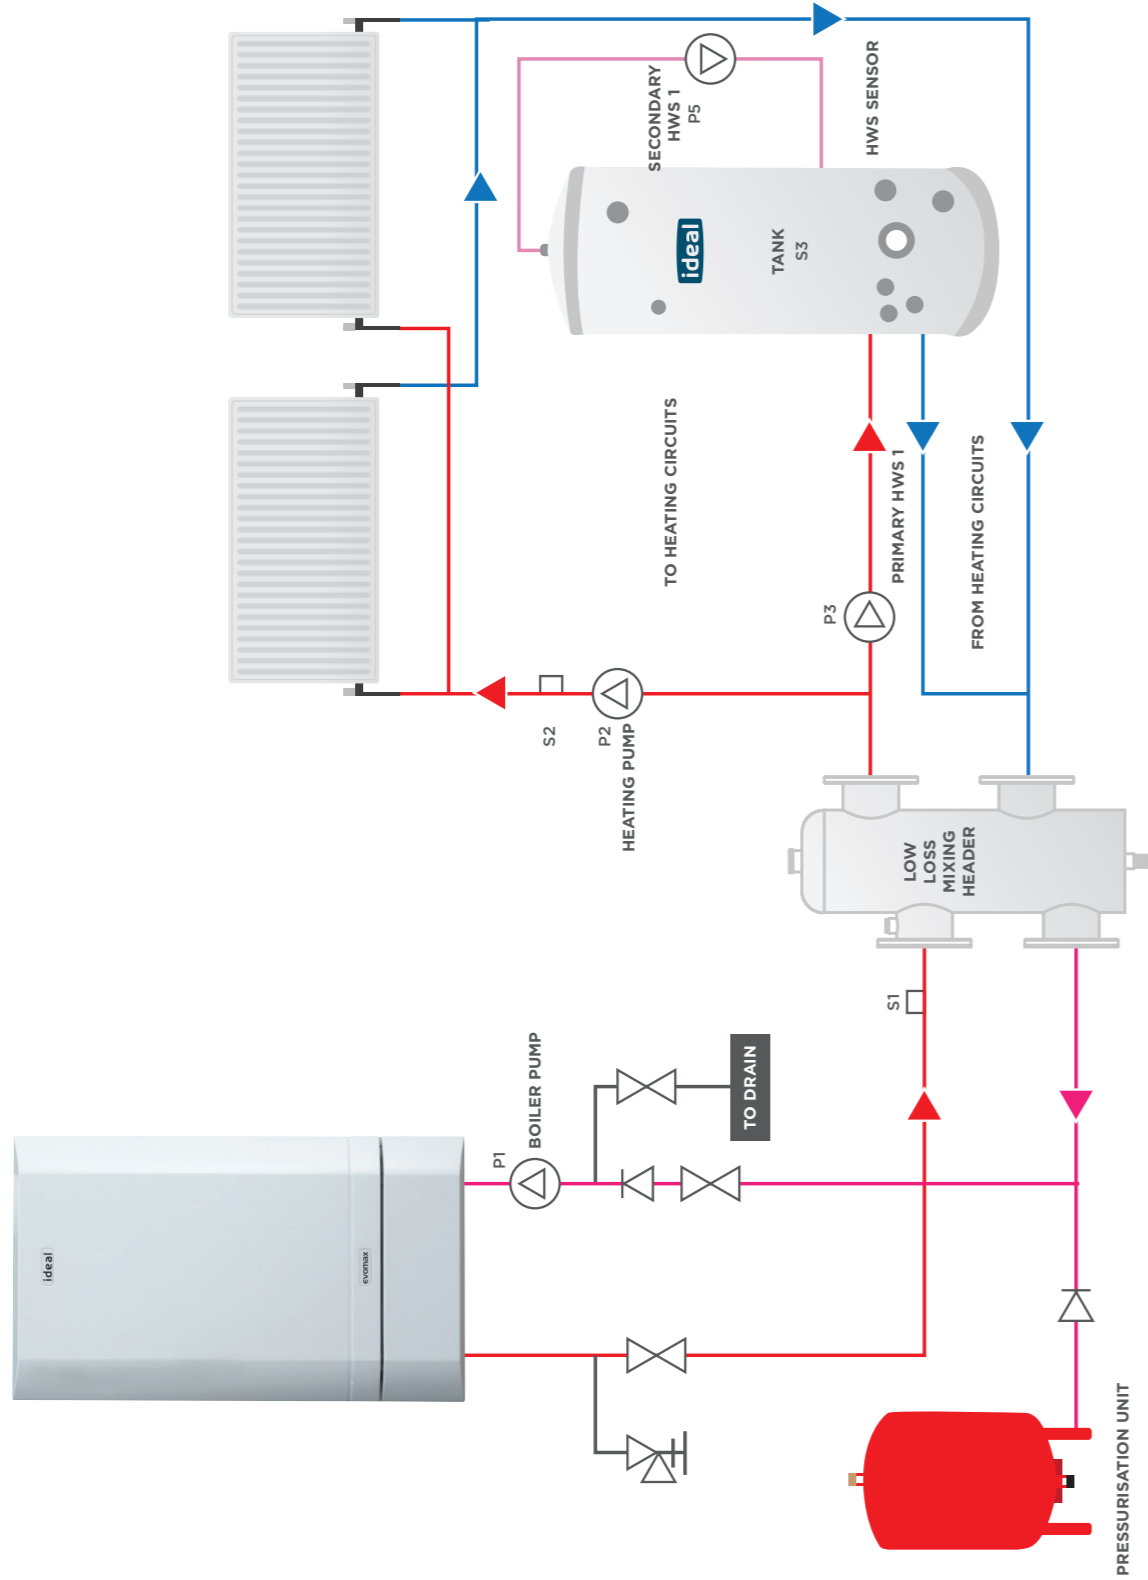 ideal
evomax
P1
BOILER PUMP
TO DRAIN
S1
PRESSURISATION UNIT
LOW
LOSS
MIXING
HEADER
S2
P2
HEATING PUMP
P3
PRIMARY HWS 1
TO HEATING CIRCUITS
FROM HEATING CIRCUITS
ideal
TANK
S3
SECONDARY
HWS 1
P5
HWS SENSOR